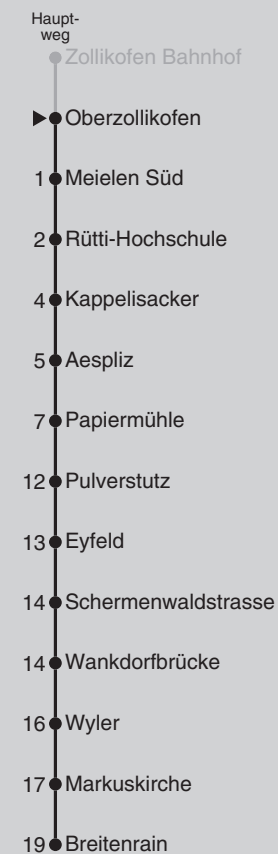 Haupt-
weg
Zollikofen Bahnhof
Oberzollikofen
1 Meielen Süd
2 Rütti-Hochschule
4 Kappelisacker
5 Aespliz
7 Papiermühle
12 Pulverstutz
13 Eyfeld
14 Schermenwaldstrasse
14 Wankdorfbrücke
16 Wyler
17 Markuskirche
19 Breitenrain